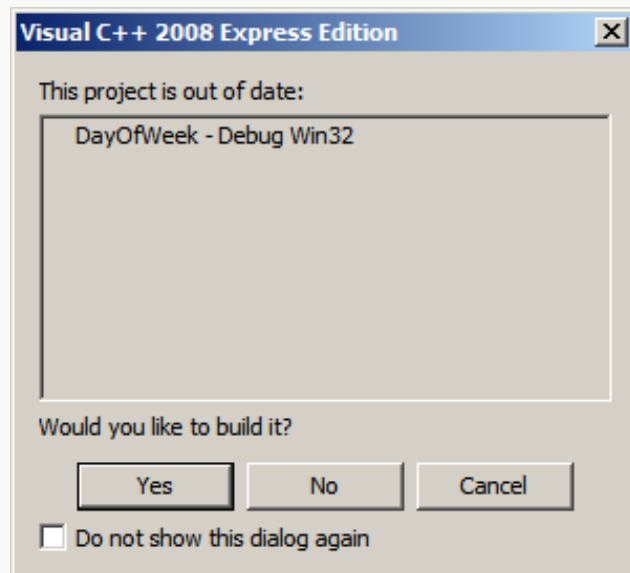 Visual C++ 2008 Express Edition
This project is out of date:
DayOfWeek - Debug Win32
Would you like to build it?
Yes No Cancel
Do not show this dialog again